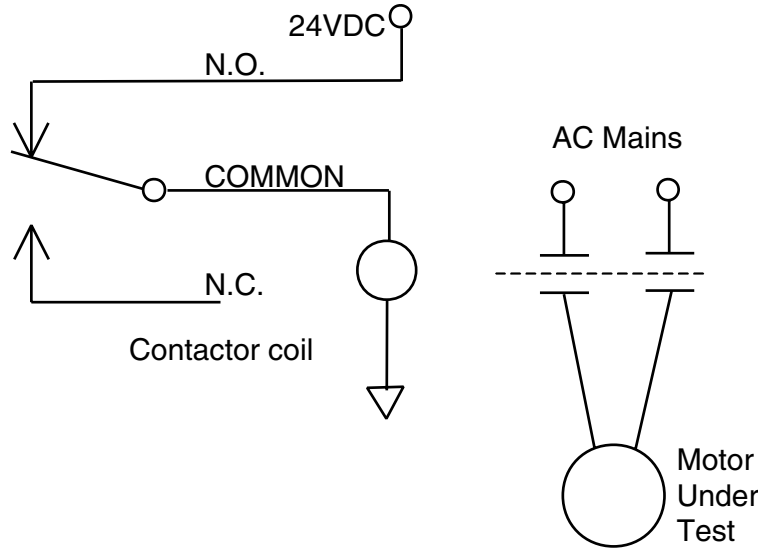 24VDC
N.O.
AC Mains
COMMON
N.C.
Contactor coil
Motor
Under
Test